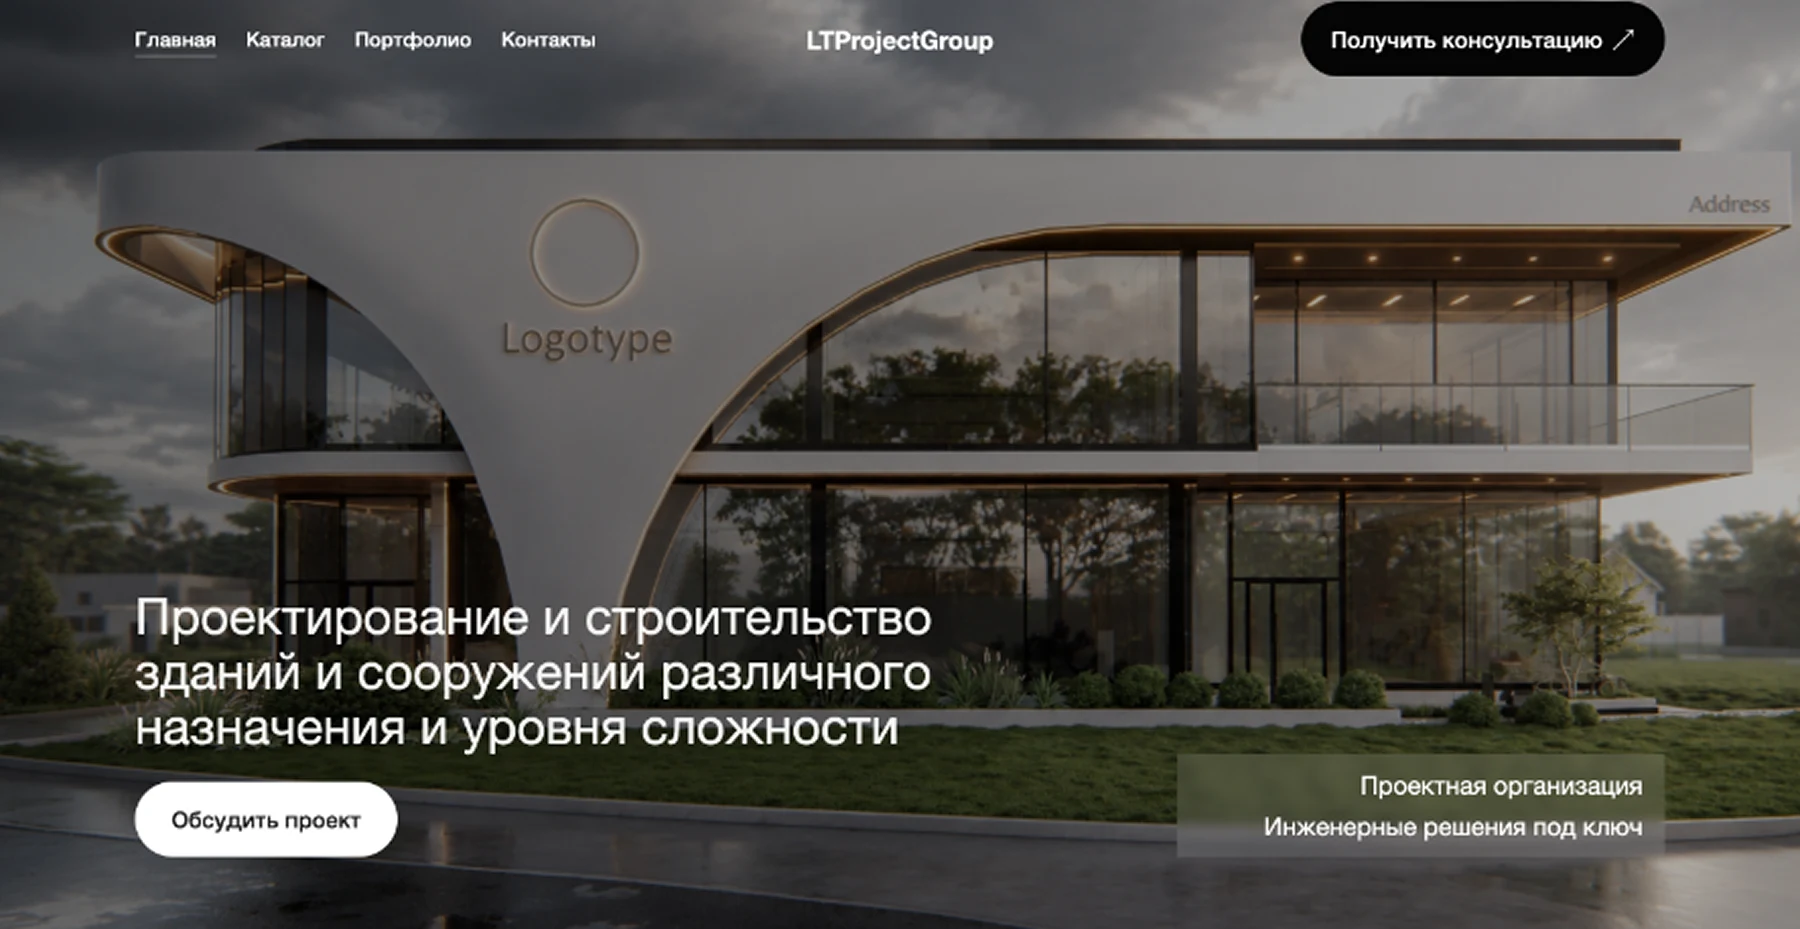 Главная Каталог Портфолио Контакты LTProjectGroup Получить консультацию
Address
Logotype
Проектирование и строительство
зданий и сооружений различного
назначения и уровня сложности
Обсудить проект
Проектная организация
Инженерные решения под ключ